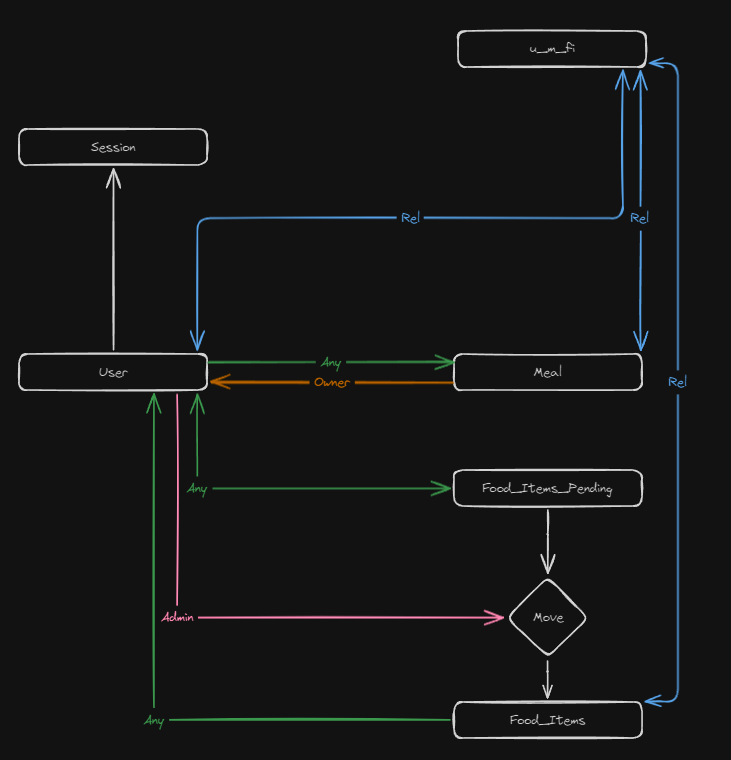 u_m_fi
Session
Rel
Rel
Any
User
Meal
Owner
Rel
Any
Food_Items_Pending
Admin
Move
Any
Food_Items